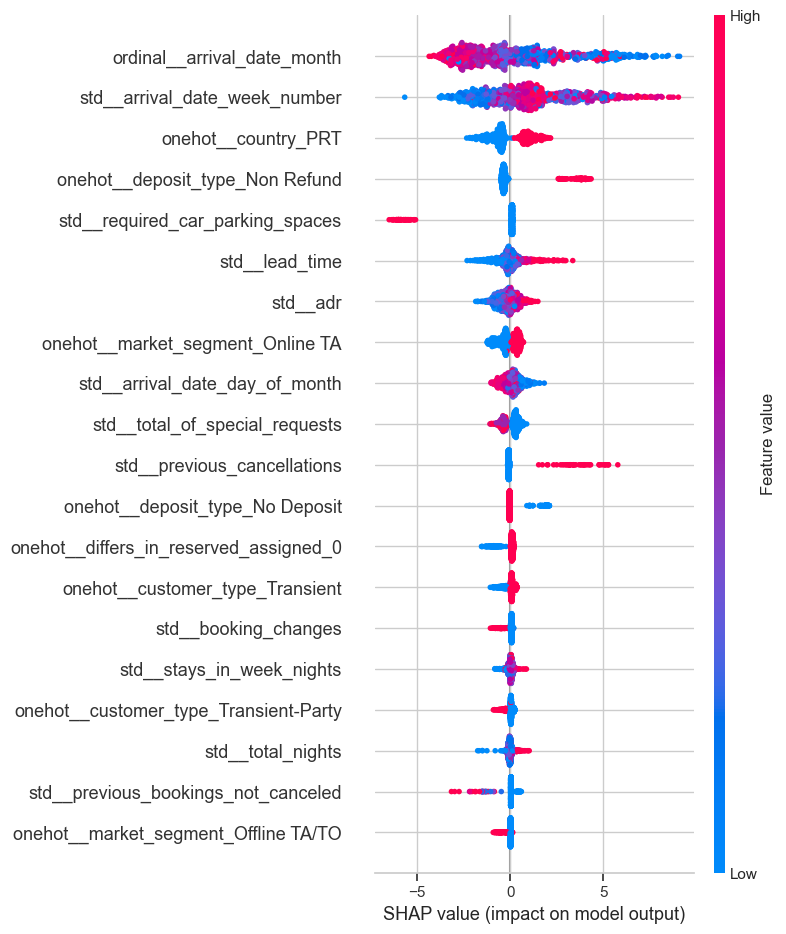 High
ordinal__arrival_date_month
std__arrival_date_week_number
onehot__country_PRT
onehot__deposit_type_Non Refund
std__required_car_parking_spaces
std__lead_time
std__adr
onehot__market_segment_Online TA
std__arrival_date_day_of_month
std__total_of_special_requests
std__previous_cancellations
onehot__deposit_type_No Deposit
onehot__differs_in_reserved_assigned_0
onehot__customer_type_Transient
std__booking_changes
std__stays_in_week_nights
onehot__customer_type_Transient-Party
std__total_nights
std__previous_bookings_not_canceled
onehot__market_segment_Offline TA/TO
Feature value
Low
−5 0 5
SHAP value (impact on model output)